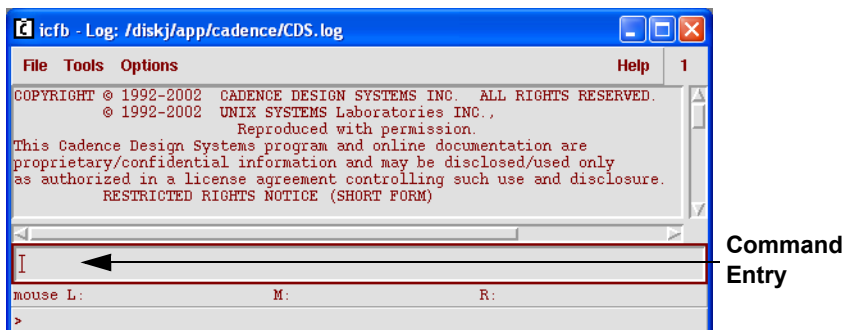 icfb - Log: /diskj/app/cadence/CDS.log
File Tools Options Help 1
COPYRIGHT © 1992-2002 CADENCE DESIGN SYSTEMS INC. ALL RIGHTS RESERVED.
© 1992-2002 UNIX SYSTEMS Laboratories INC.,
Reproduced with permission.
This Cadence Design Systems program and online documentation are
proprietary/confidential information and may be disclosed/used only
as authorized in a license agreement controlling such use and disclosure.
RESTRICTED RIGHTS NOTICE (SHORT FORM)
Command
Entry
mouse L: M: R:
>